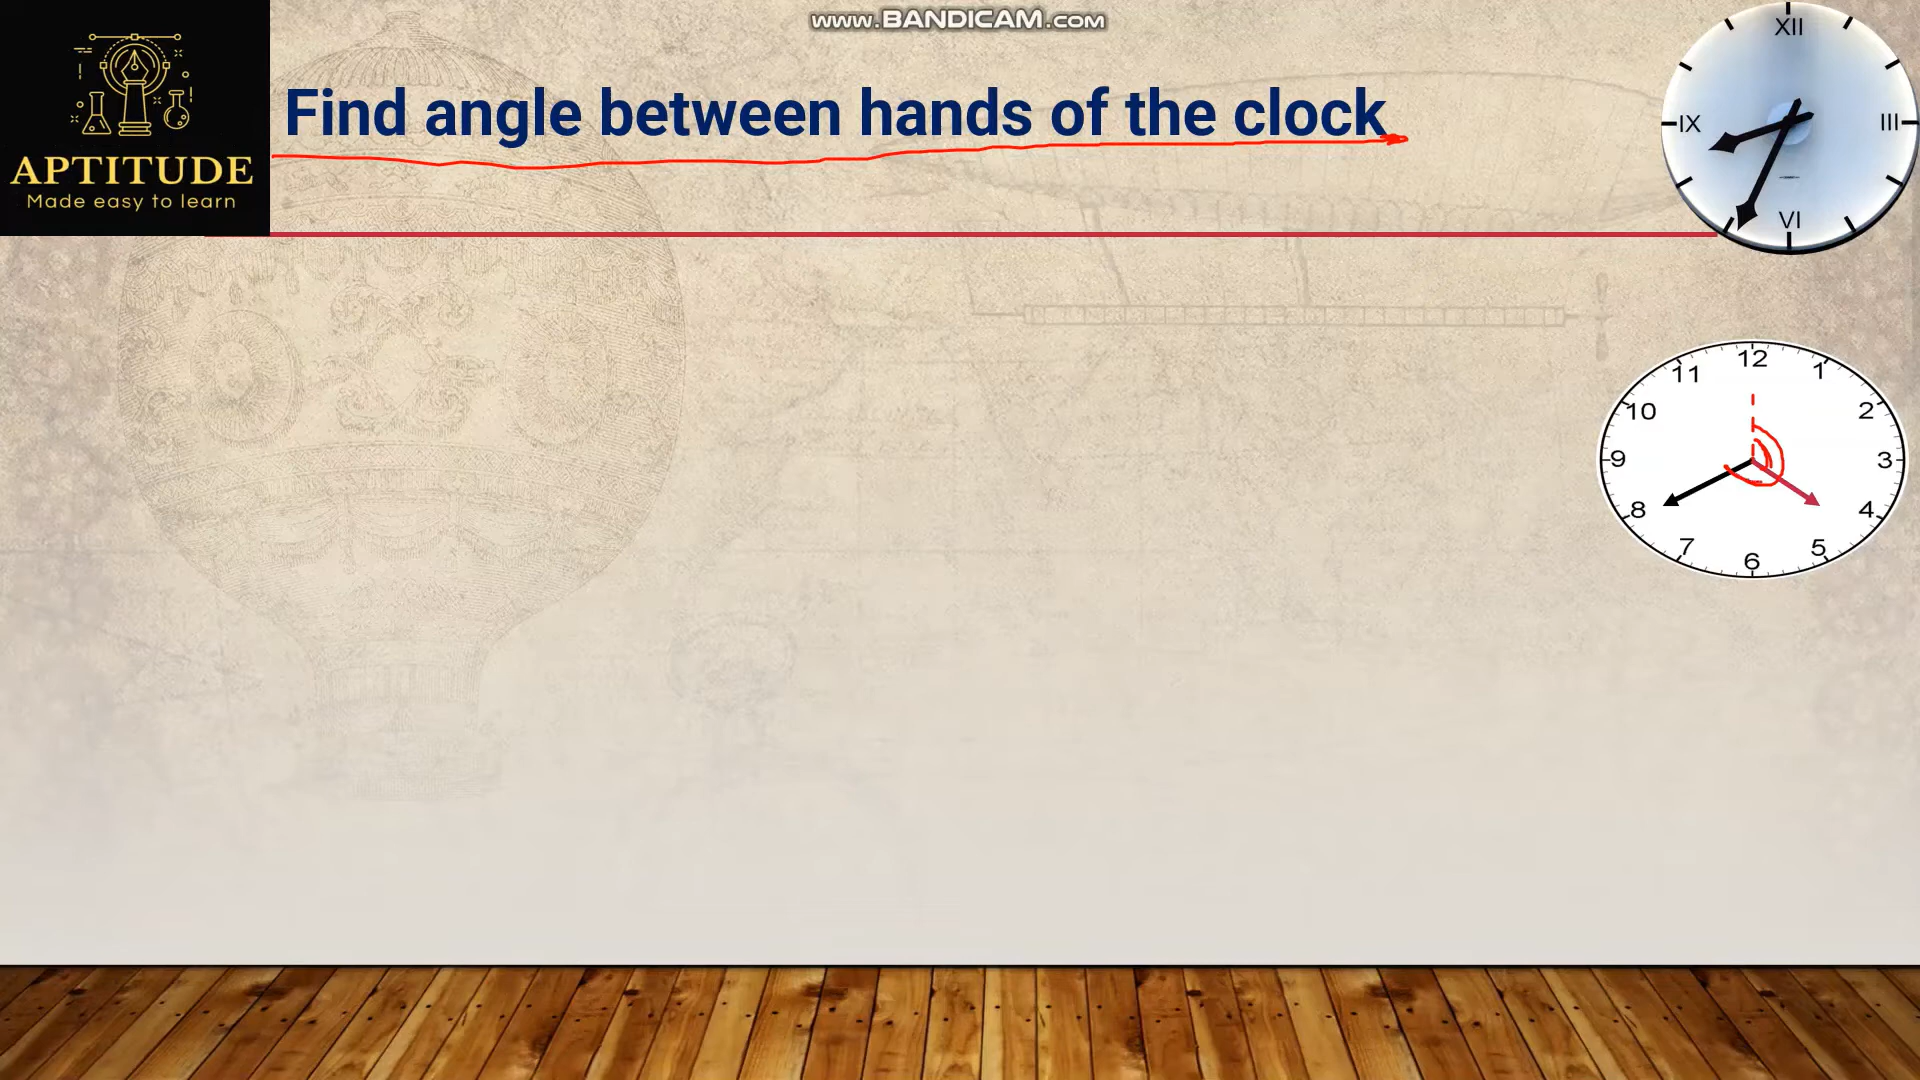 www.BANDICAM.com
APTITUDE
Made easy to learn
Find angle between hands of the clock
XII
III
VI
IX
12
1
2
3
4
5
6
7
8
9
10
11